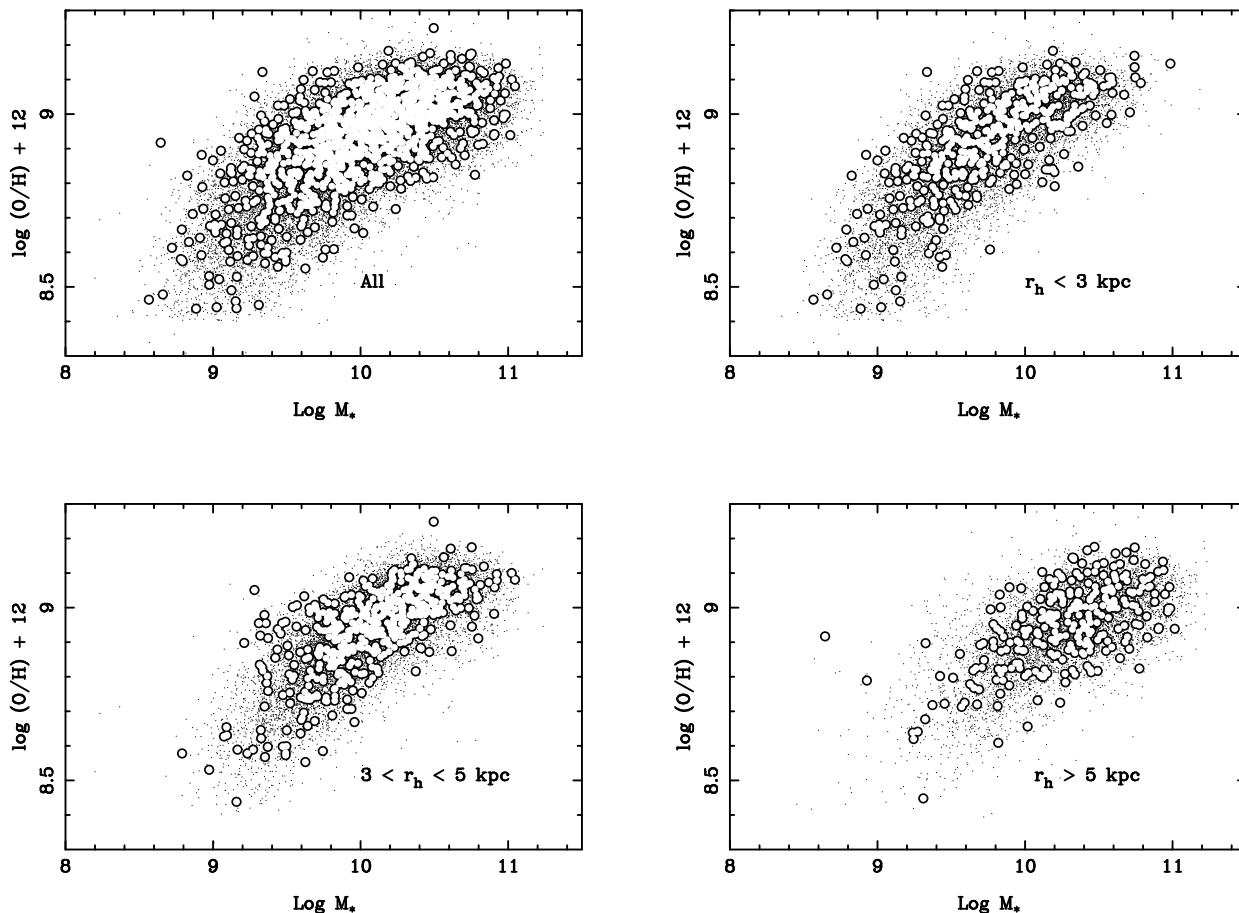 log (O/H) + 12
9
8.5
All
8 9 10 11
Log M*
log (O/H) + 12
9
8.5
r_h < 3 kpc
8 9 10 11
Log M*
log (O/H) + 12
9
8.5
3 < r_h < 5 kpc
8 9 10 11
Log M*
log (O/H) + 12
9
8.5
r_h > 5 kpc
8 9 10 11
Log M*